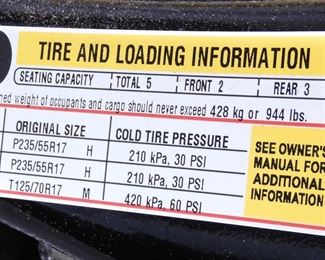 TIRE AND LOADING INFORMATION
SEATING CAPACITY TOTAL 5 FRONT 2 REAR 3
weight of occupants and cargo should never exceed 428 kg or 944 lbs.
ORIGINAL SIZE COLD TIRE PRESSURE
P235/55R17 H 210 kPa, 30 PSI
P235/55R17 H 210 kPa, 30 PSI
T125/70R17 M 420 kPa, 60 PSI
SEE OWNER'S
MANUAL FOR
ADDITIONAL
INFORMATION